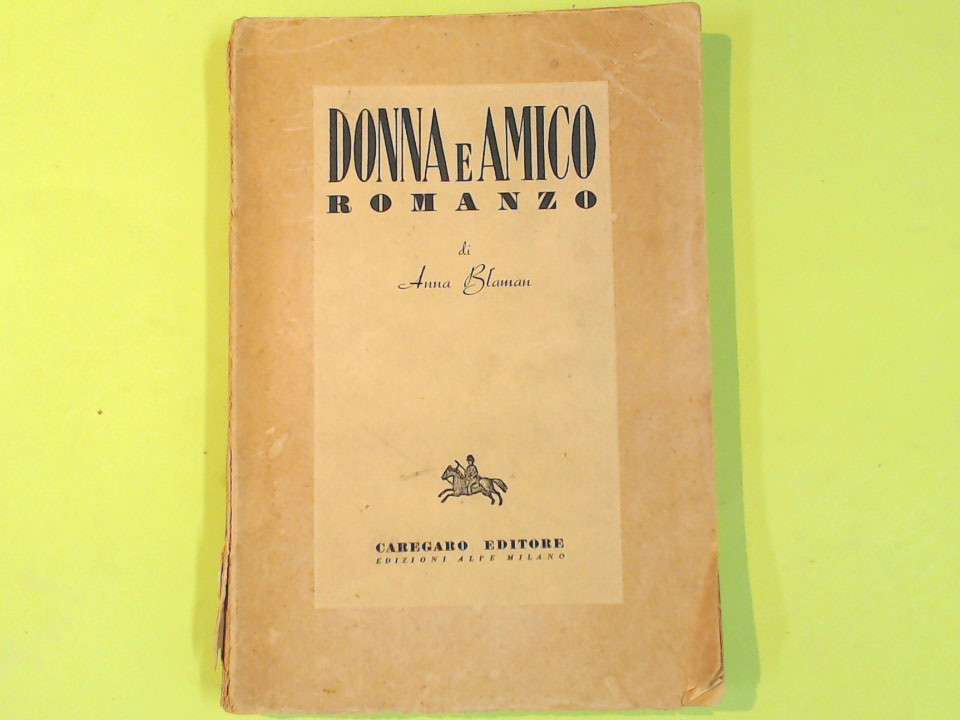 DONNA E AMICO
ROMANZO
di
Anna Blaman
CAREGARO EDITORE
EDIZIONI ALPE MILANO